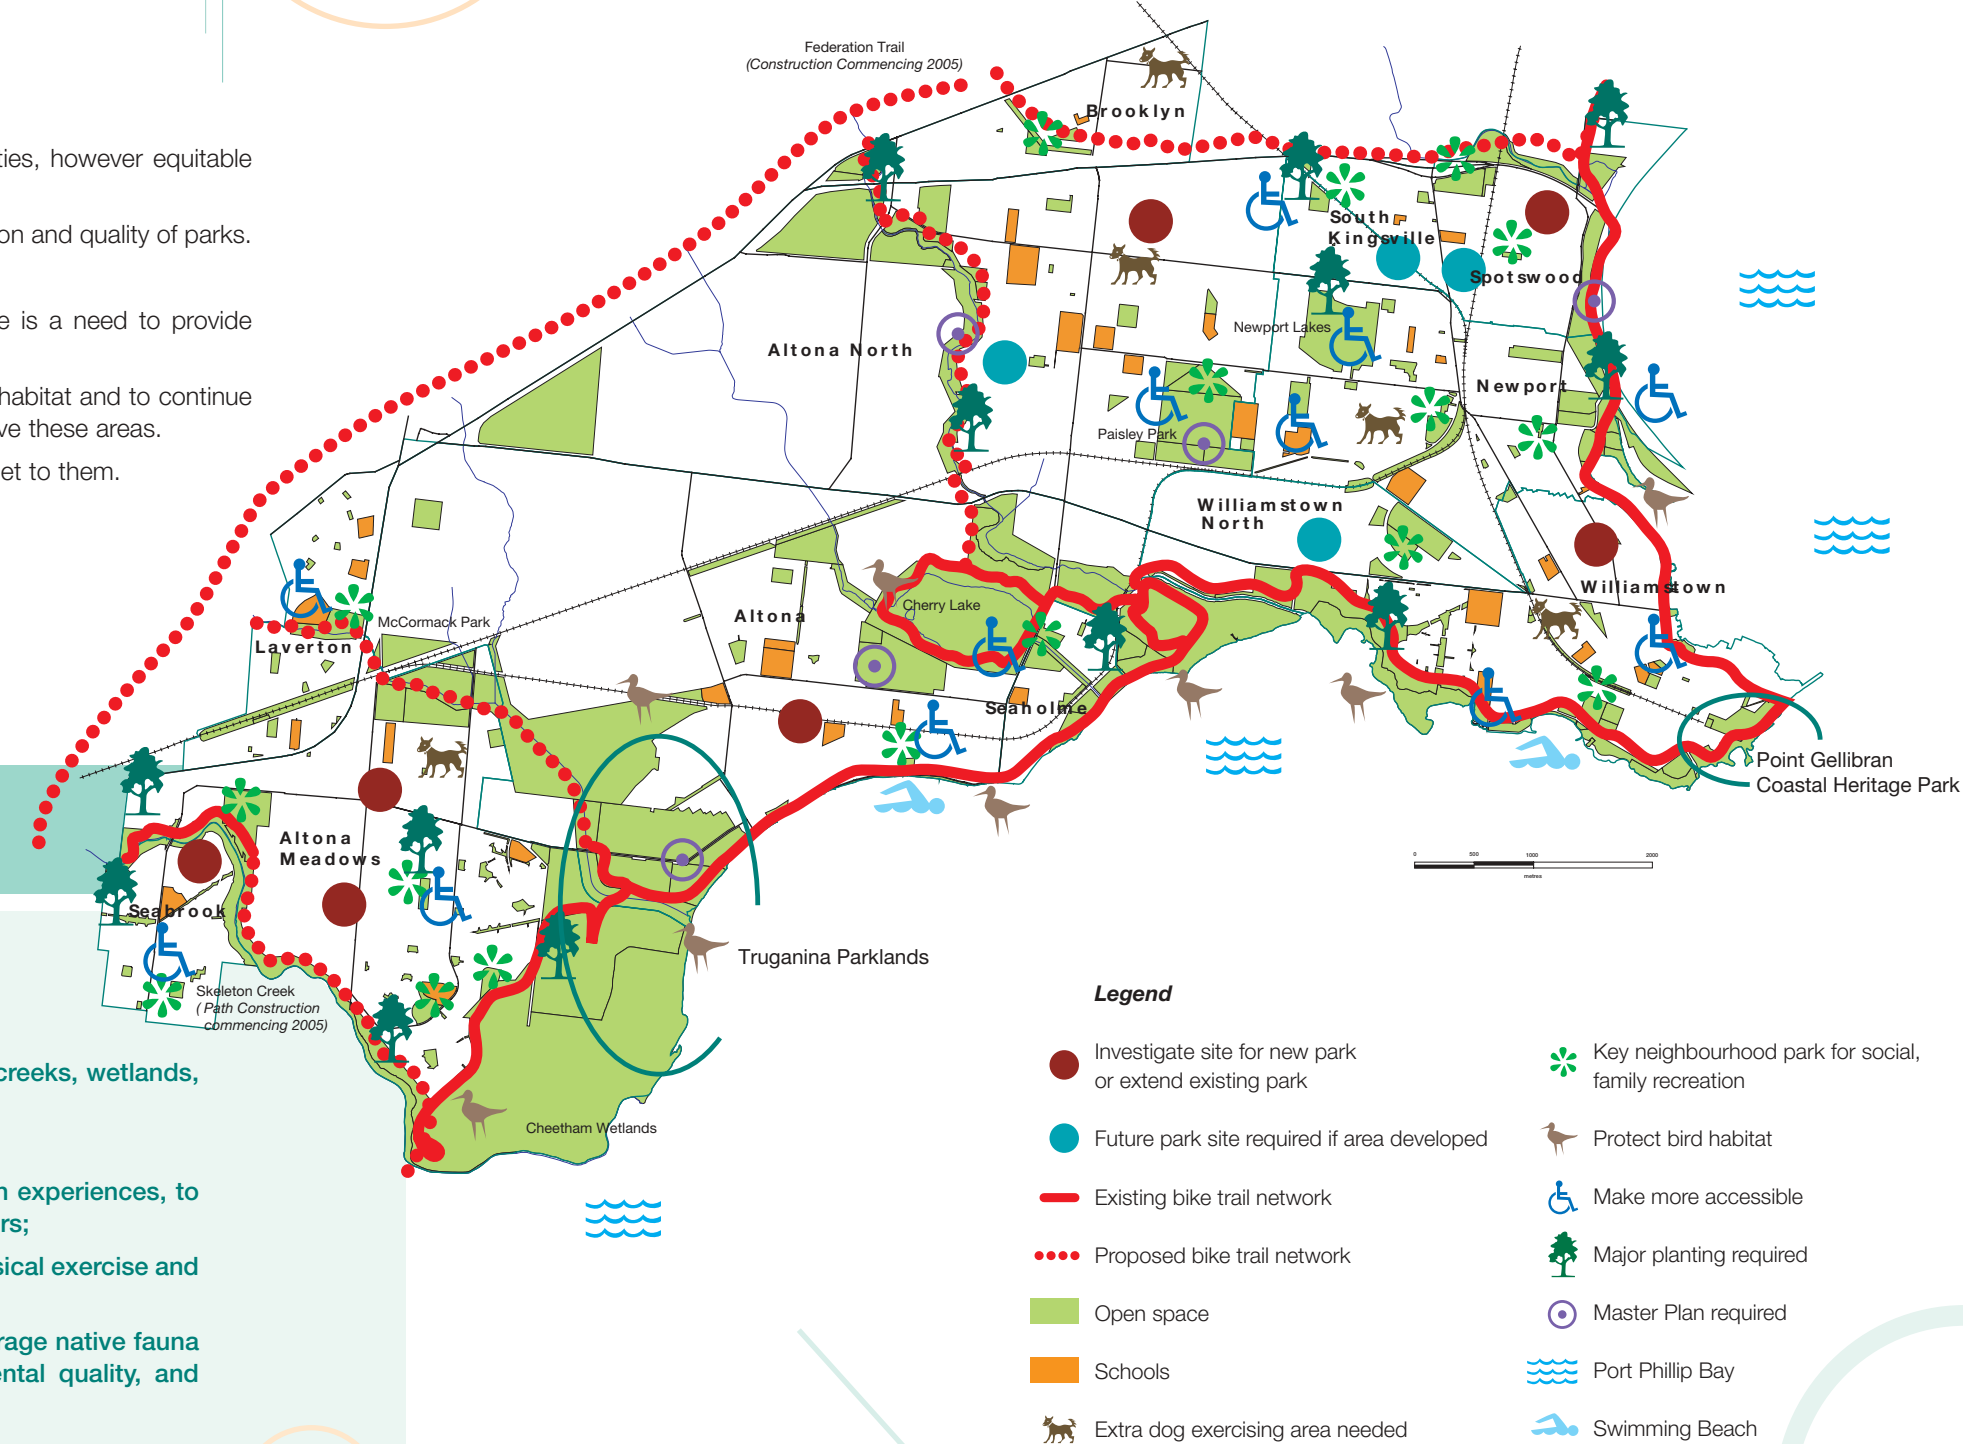 ties, however equitable
on and quality of parks.
e is a need to provide
habitat and to continue
ve these areas.
et to them.
creeks, wetlands,
n experiences, to
rs;
sical exercise and
rage native fauna
ental quality, and
Federation Trail
(Construction Commencing 2005)
Brooklyn
South
Kingsville
Spotswood
Newport Lakes
Altona North
Newport
Paisley Park
Williamstown
North
Williamstown
Cherry Lake
Altona
McCormack Park
Laverton
Seaholme
Point Gellibran
Coastal Heritage Park
Altona
Meadows
Seabrook
Truganina Parklands
Skeleton Creek
( Path Construction
commencing 2005)
Cheetham Wetlands
0 500 1000 2000
metres
Legend
Investigate site for new park
or extend existing park
Future park site required if area developed
Existing bike trail network
Proposed bike trail network
Open space
Schools
Extra dog exercising area needed
Key neighbourhood park for social,
family recreation
Protect bird habitat
Make more accessible
Major planting required
Master Plan required
Port Phillip Bay
Swimming Beach